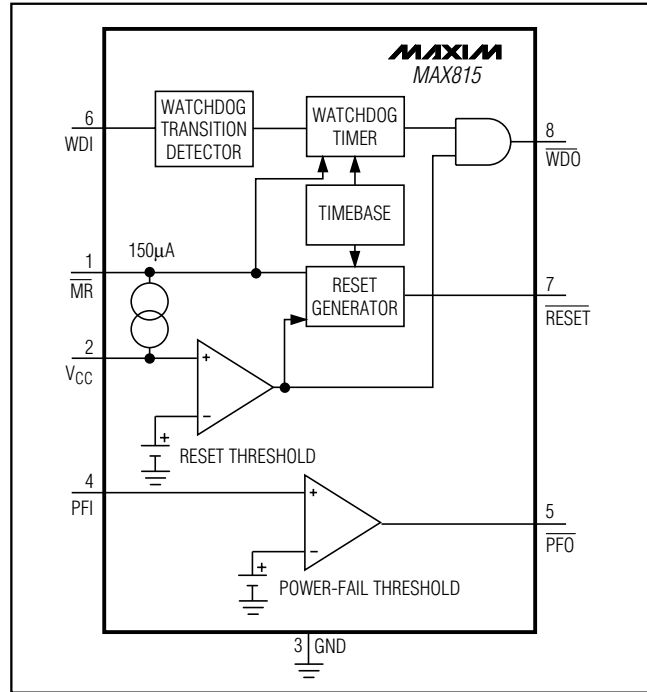 MAXIM
MAX815
6
WDI
WATCHDOG
TRANSITION
DETECTOR
WATCHDOG
TIMER
8
WDO
TIMEBASE
150µA
1
MR
RESET
GENERATOR
7
RESET
2
VCC
+
−
+
RESET THRESHOLD
4
PFI
+
−
5
PFO
+
POWER-FAIL THRESHOLD
3 GND